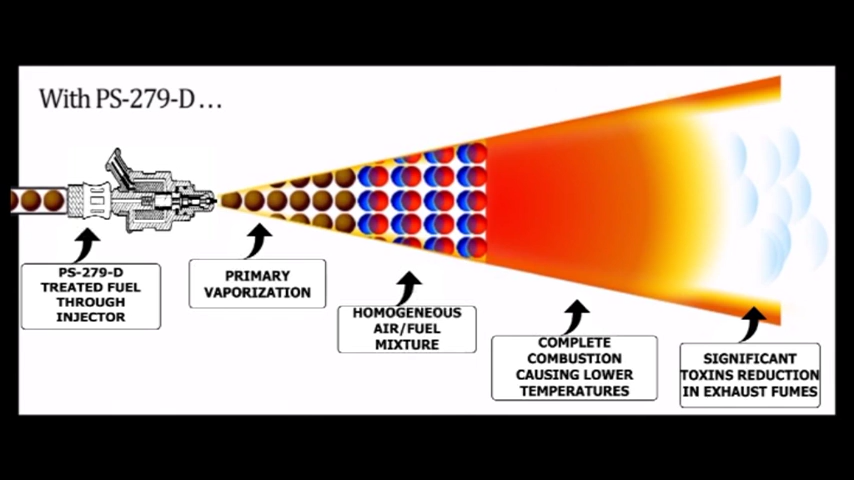 With PS-279-D...
PS-279-D
TREATED FUEL
THROUGH
INJECTOR
PRIMARY
VAPORIZATION
HOMOGENEOUS
AIR/FUEL
MIXTURE
COMPLETE
COMBUSTION
CAUSING LOWER
TEMPERATURES
SIGNIFICANT
TOXINS REDUCTION
IN EXHAUST FUMES